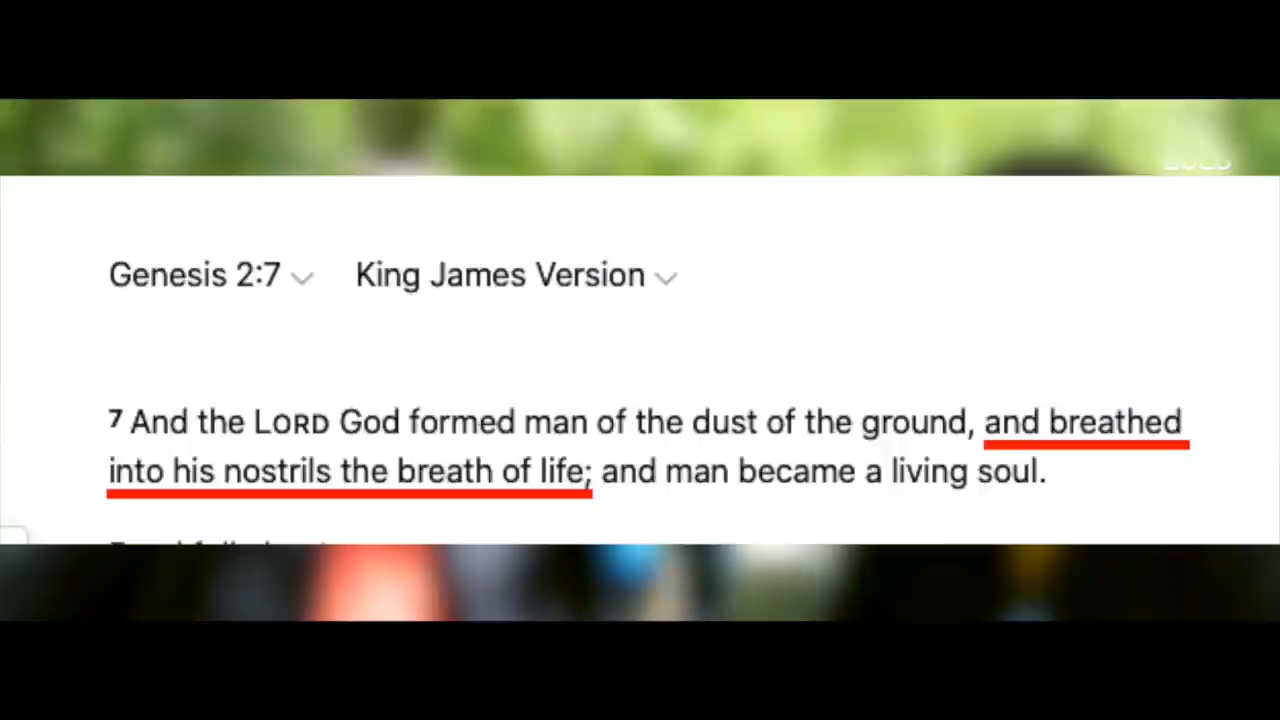 Genesis 2:7 King James Version
7 And the LORD God formed man of the dust of the ground, and breathed
into his nostrils the breath of life; and man became a living soul.